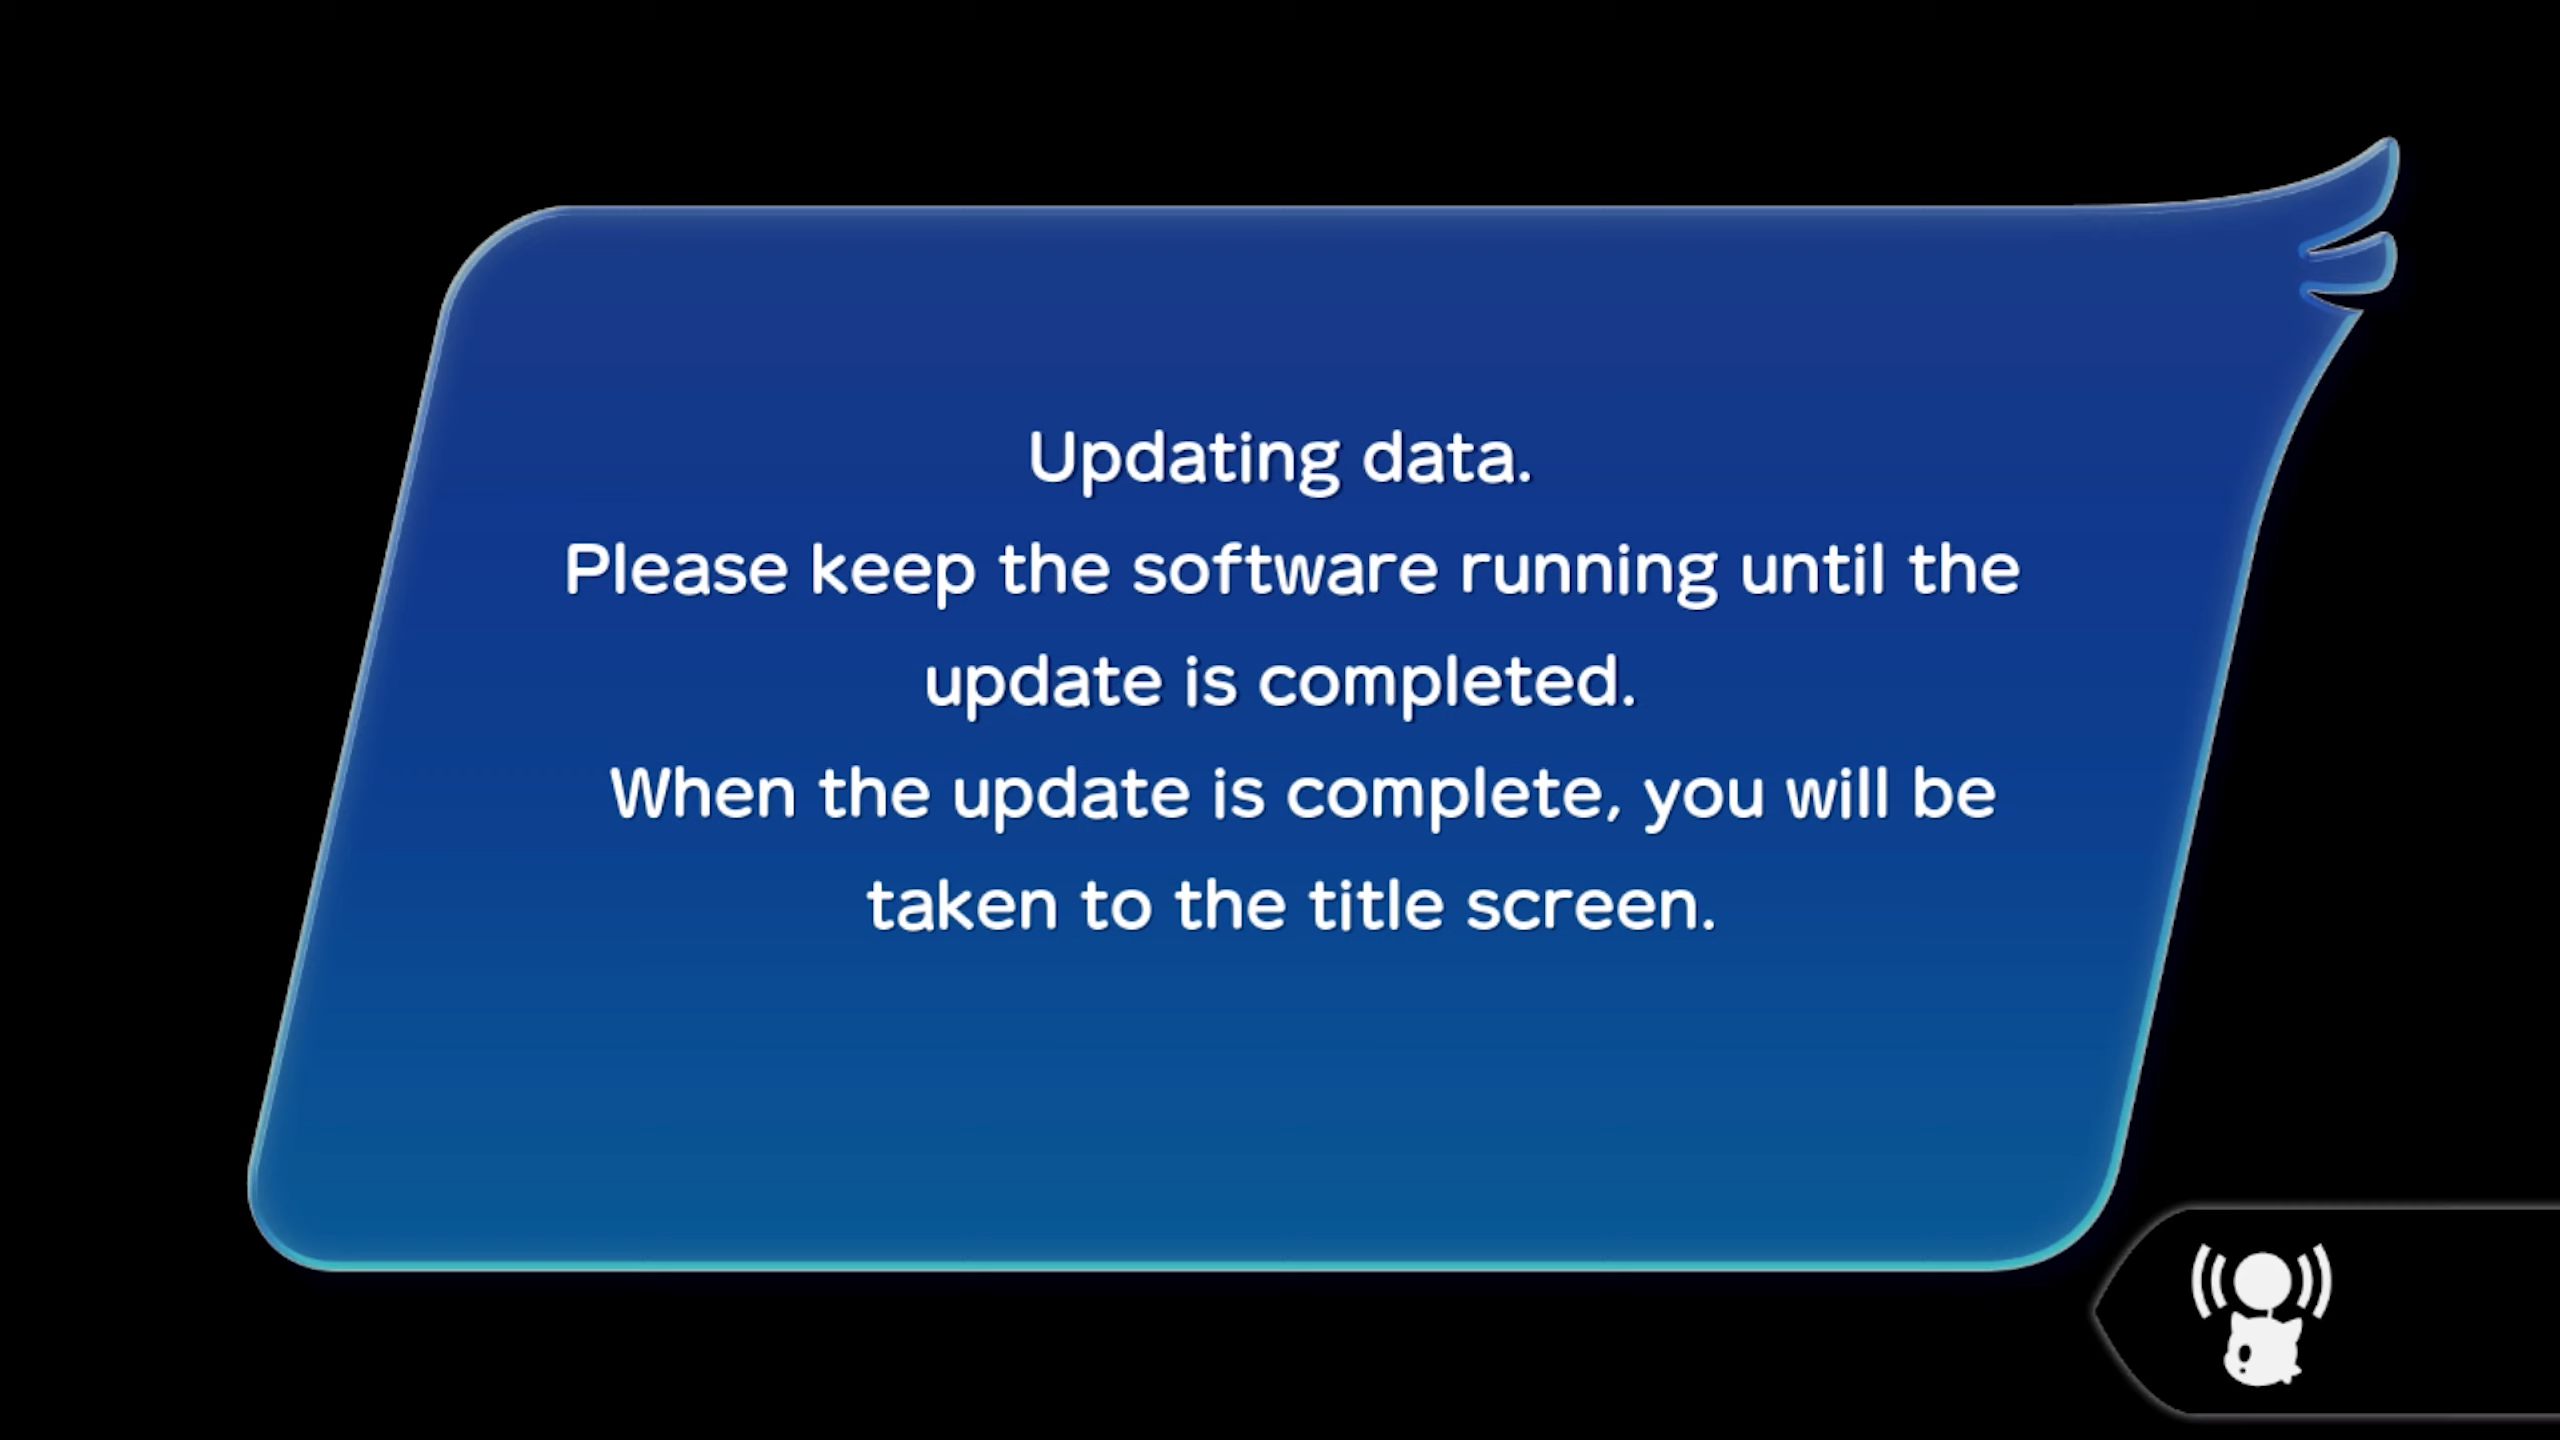 Updating data.
Please keep the software running until the
update is completed.
When the update is complete, you will be
taken to the title screen.